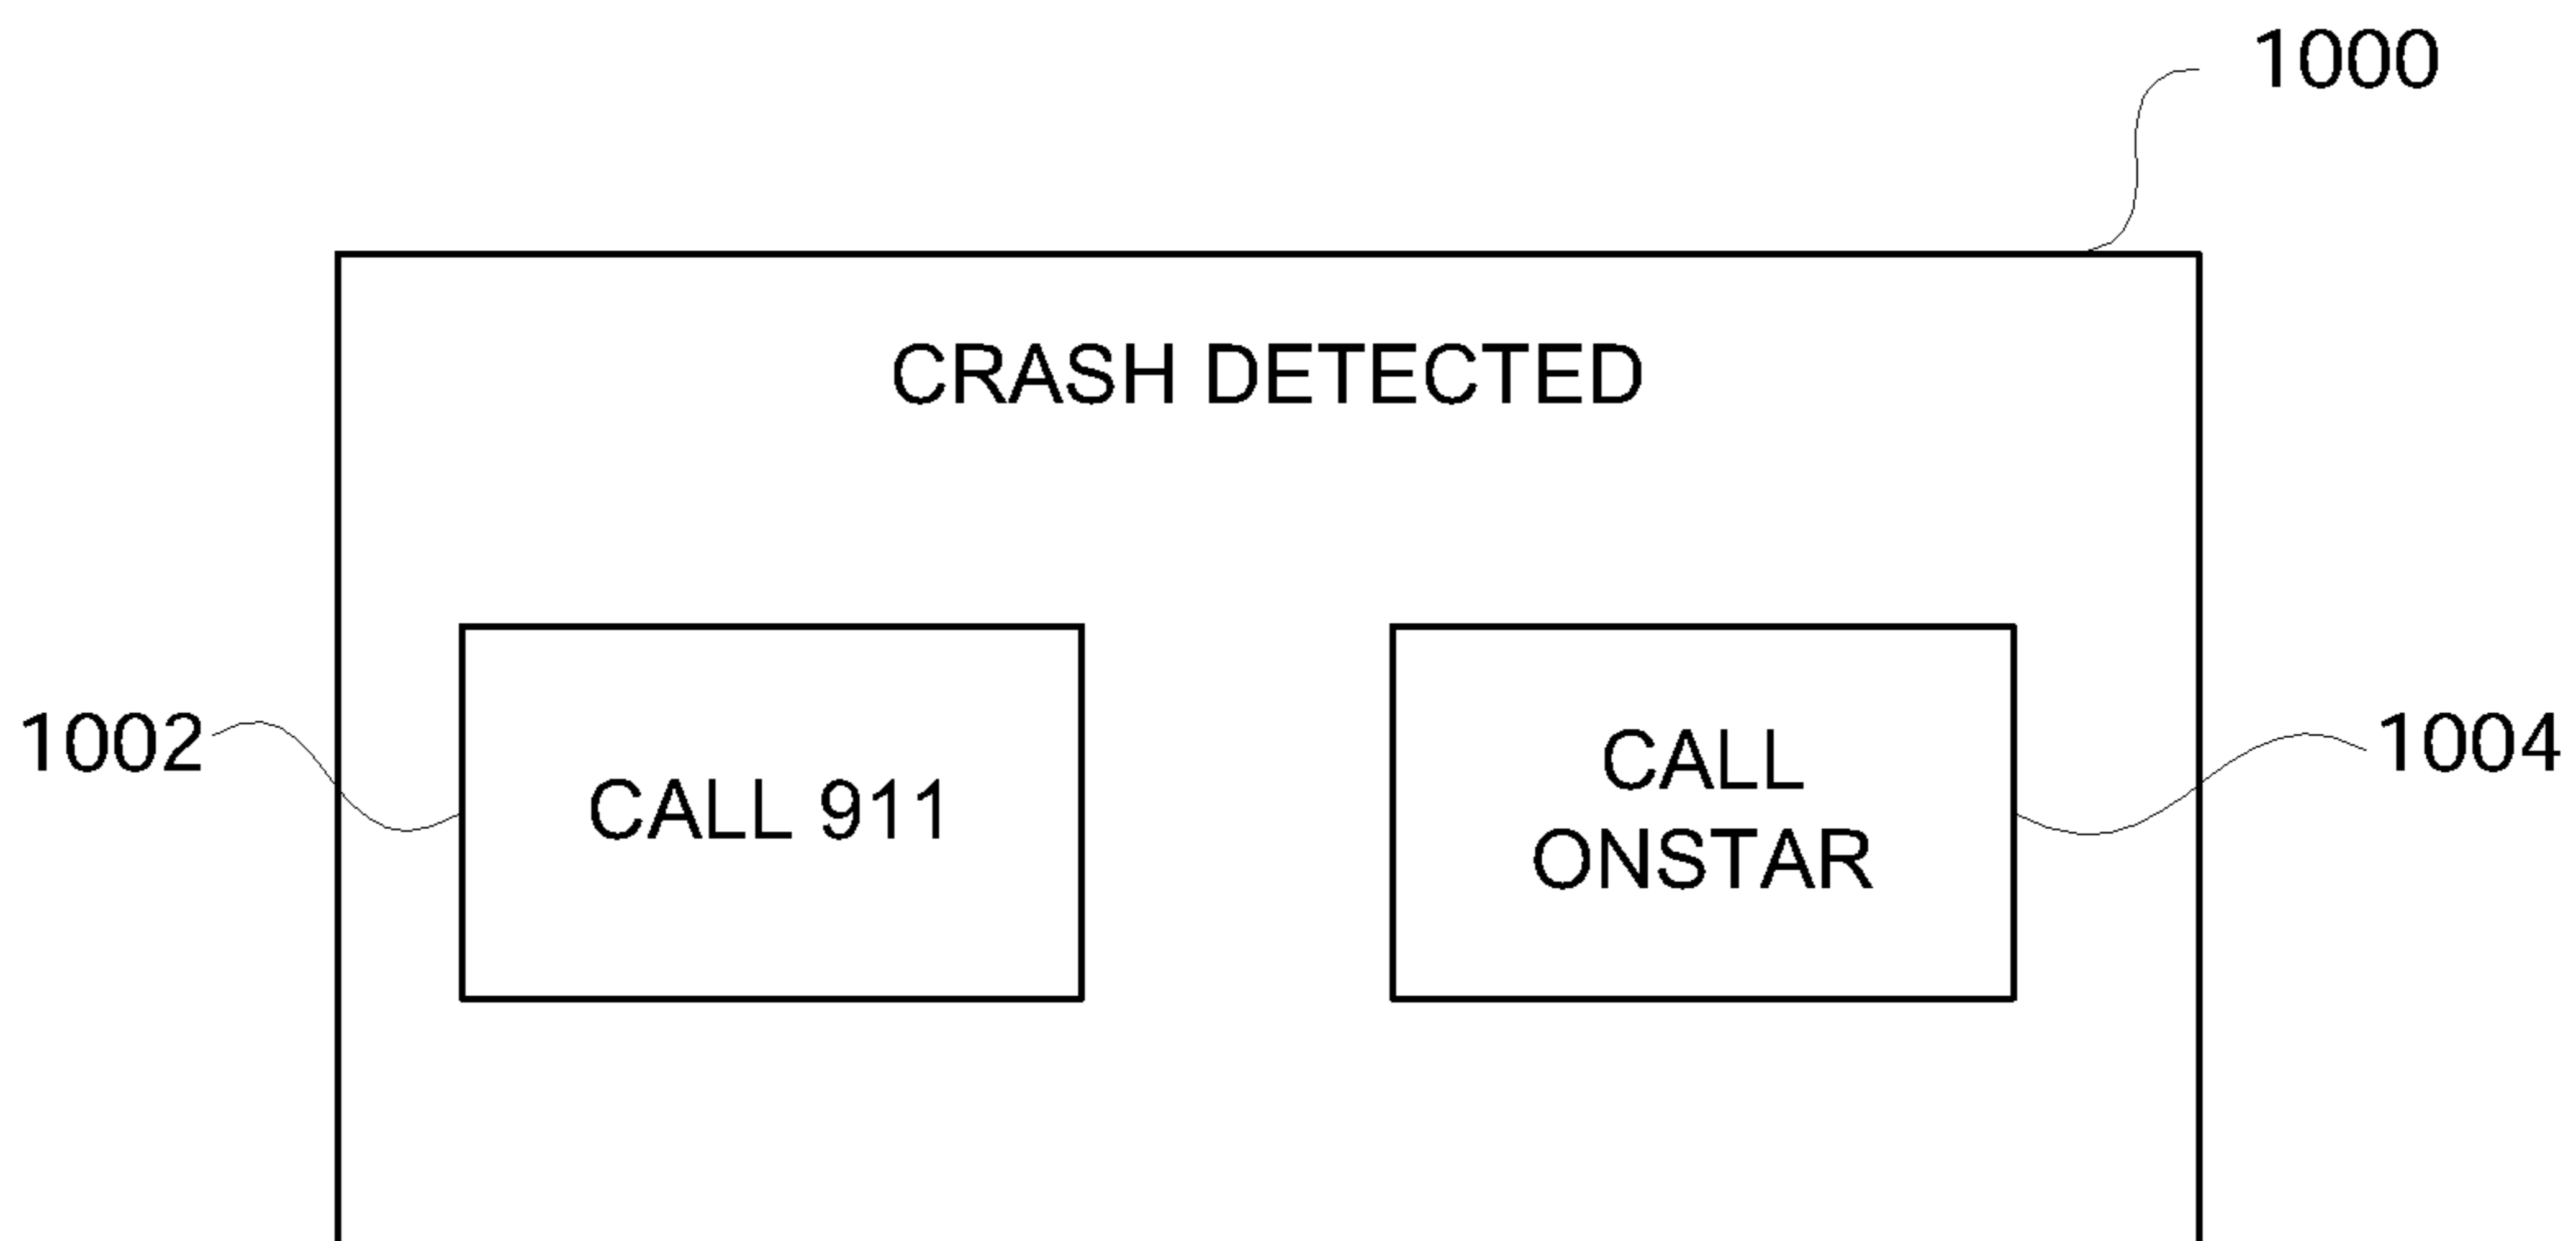 1000
CRASH DETECTED
1002
CALL 911
CALL
ONSTAR
1004